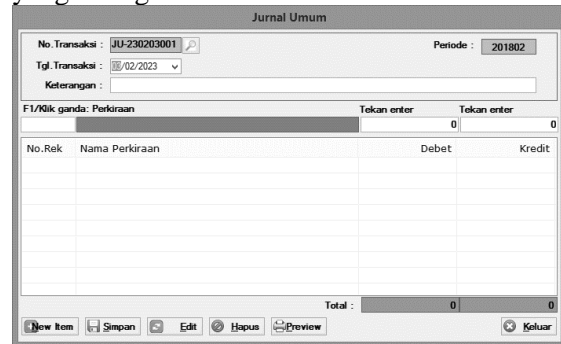 Jurnal Umum
No.Transaksi : JU-230203001 Periode : 201802
Tgl.Transaksi : /02/2023
Keterangan :
F1/Klik ganda: Perkiraan Tekan enter Tekan enter
0 0
No.Rek Nama Perkiraan Debet Kredit
Total : 0 0
New Item Simpan Edit Hapus Preview Keluar